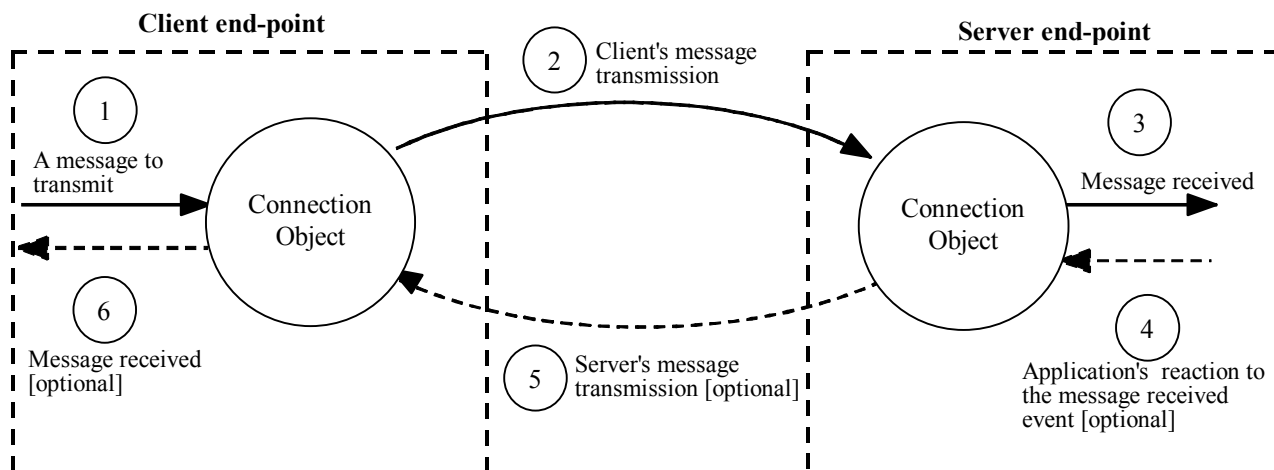 Client end-point
Server end-point
1
A message to
transmit
Connection
Object
2
Client's message
transmission
3
Message received
Connection
Object
4
Application's reaction to
the message received
event [optional]
5
Server's message
transmission [optional]
6
Message received
[optional]